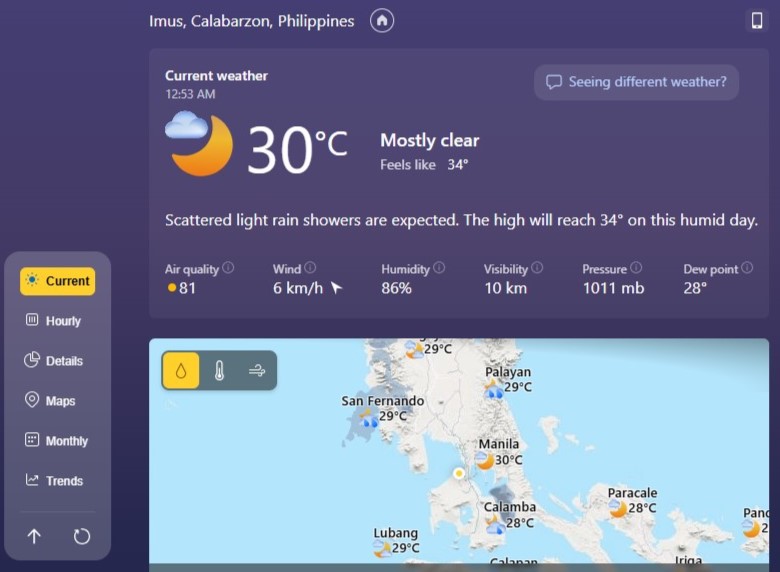 Imus, Calabarzon, Philippines
Current weather
12:53 AM
Seeing different weather?
30°C
Mostly clear
Feels like 34°
Scattered light rain showers are expected. The high will reach 34° on this humid day.
Air quality
81
Wind
6 km/h
Humidity
86%
Visibility
10 km
Pressure
1011 mb
Dew point
28°
Current
Hourly
Details
Maps
Monthly
Trends
29°C
Palayan
29°C
San Fernando
29°C
Manila
30°C
Paracale
28°C
Calamba
28°C
Pano
2
Lubang
29°C
Calapan
Iriga